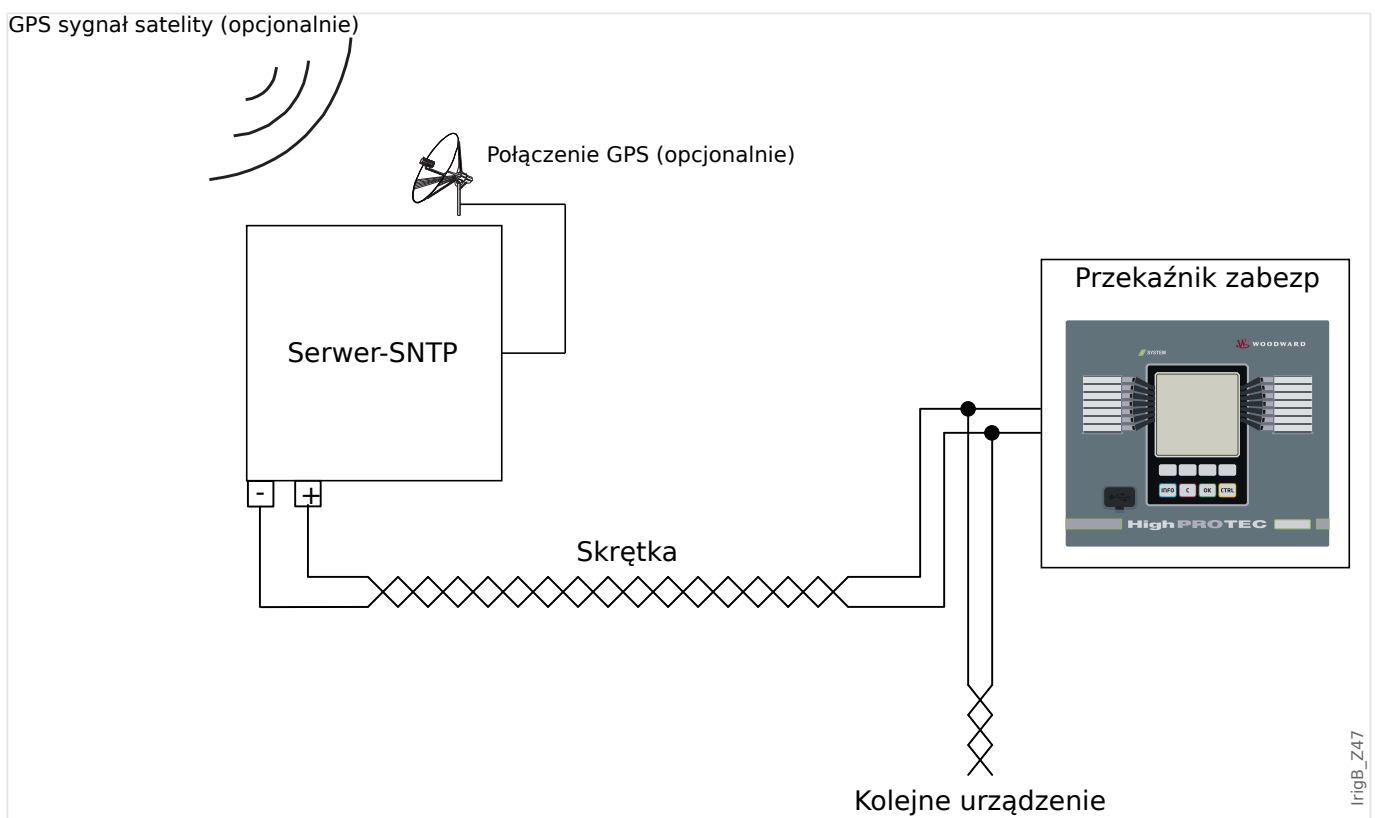 GPS sygnał satelity (opcjonalnie)
Połączenie GPS (opcjonalnie)
Przekaźnik zabezp
WOODWARD
SYSTEM
Serwer-SNTP
INFO C OK CTRL
HighPROTEC
- +
Skrętka
Kolejne urządzenie
IrigB_Z47